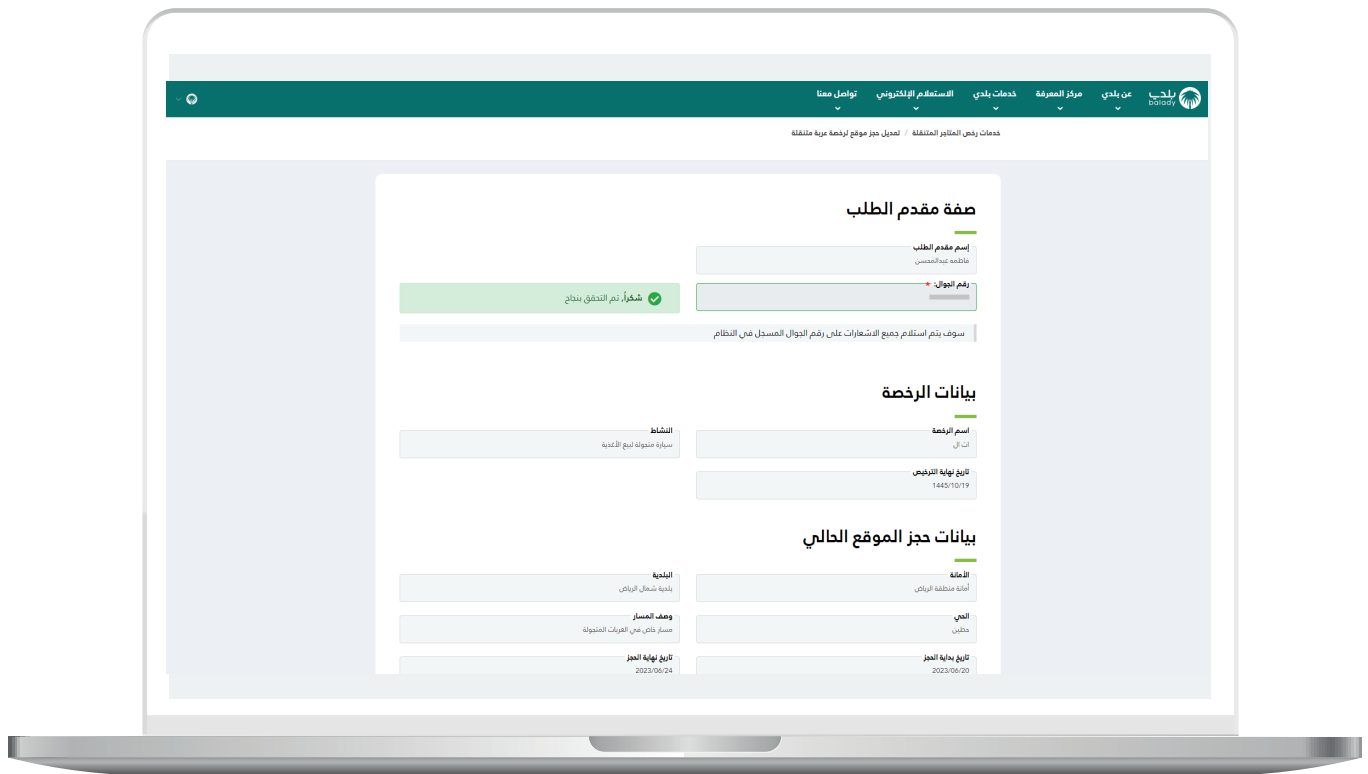 بلدي
balady
عن بلدي
مركز المعرفة
خدمات بلدي
الاستعلام الإلكتروني
تواصل معنا
خدمات رخص المتاجر المتنقلة / تعديل حجز موقع لرخصة عربة متنقلة
صفة مقدم الطلب
إسم مقدم الطلب
فاطمه عبدالمحسن
رقم الجوال: *
شكراً، تم التحقق بنجاح
سوف يتم استلام جميع الاشعارات على رقم الجوال المسجل في النظام
بيانات الرخصة
اسم الرخصة
ات ال
النشاط
سيارة متجولة لبيع الأغذية
تاريخ نهاية الترخيص
1445/10/19
بيانات حجز الموقع الحالي
الأمانة
أمانة منطقة الرياض
البلدية
بلدية شمال الرياض
الحي
حطين
وصف المسار
مسار خاص في العربات المتجولة
تاريخ بداية الحجز
2023/06/20
تاريخ نهاية الحجز
2023/06/24